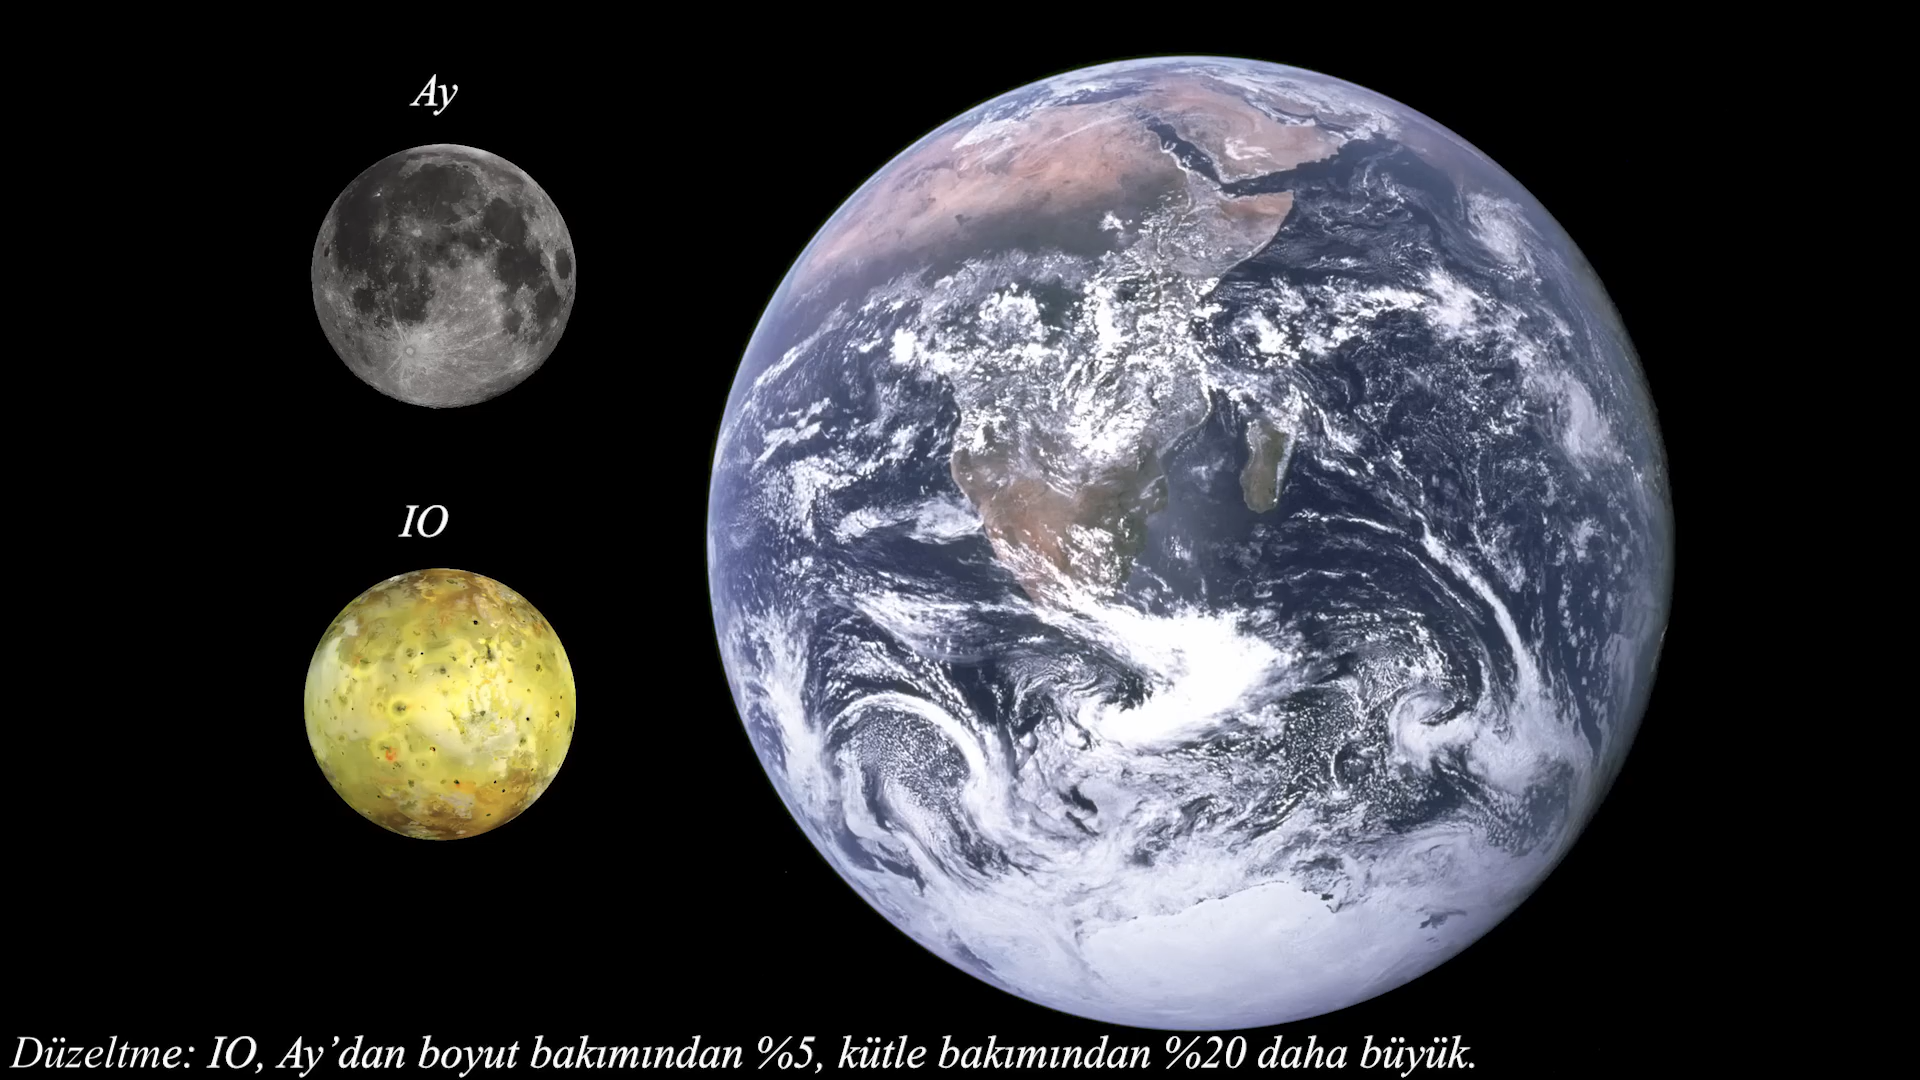 Ay
IO
Düzeltme: IO, Ay’dan boyut bakımından %5, kütle bakımından %20 daha büyük.